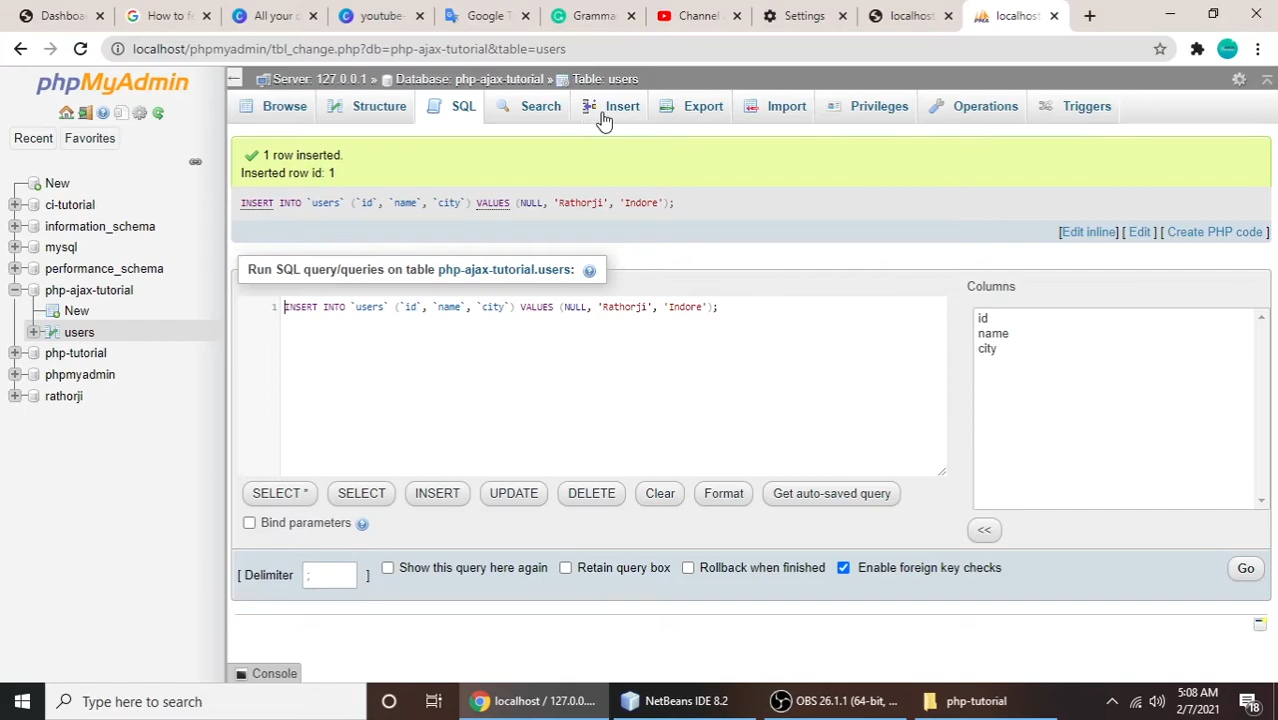 Dashboa
How to f
All your
youtube-
Google T
Gramma
Channel
Settings
localhost
localhost
localhost/phpmyadmin/tbl_change.php?db=php-ajax-tutorial&table=users
phpMyAdmin
Recent
Favorites
New
ci-tutorial
information_schema
mysql
performance_schema
php-ajax-tutorial
New
users
php-tutorial
phpmyadmin
rathorji
Server: 127.0.0.1 » Database: php-ajax-tutorial » Table: users
Browse
Structure
SQL
Search
Insert
Export
Import
Privileges
Operations
Triggers
1 row inserted.
Inserted row id: 1
INSERT INTO `users` (`id`, `name`, `city`) VALUES (NULL, 'Rathorji', 'Indore');
[Edit inline] [ Edit ] [ Create PHP code ]
Run SQL query/queries on table php-ajax-tutorial.users:
1 INSERT INTO `users` (`id`, `name`, `city`) VALUES (NULL, 'Rathorji', 'Indore');
Columns
id
name
city
SELECT *
SELECT
INSERT
UPDATE
DELETE
Clear
Format
Get auto-saved query
<<
Bind parameters
[ Delimiter ; ]
Show this query here again
Retain query box
Rollback when finished
Enable foreign key checks
Go
Console
Type here to search
localhost / 127.0.0....
NetBeans IDE 8.2
OBS 26.1.1 (64-bit, ...
php-tutorial
5:08 AM
2/7/2021
18